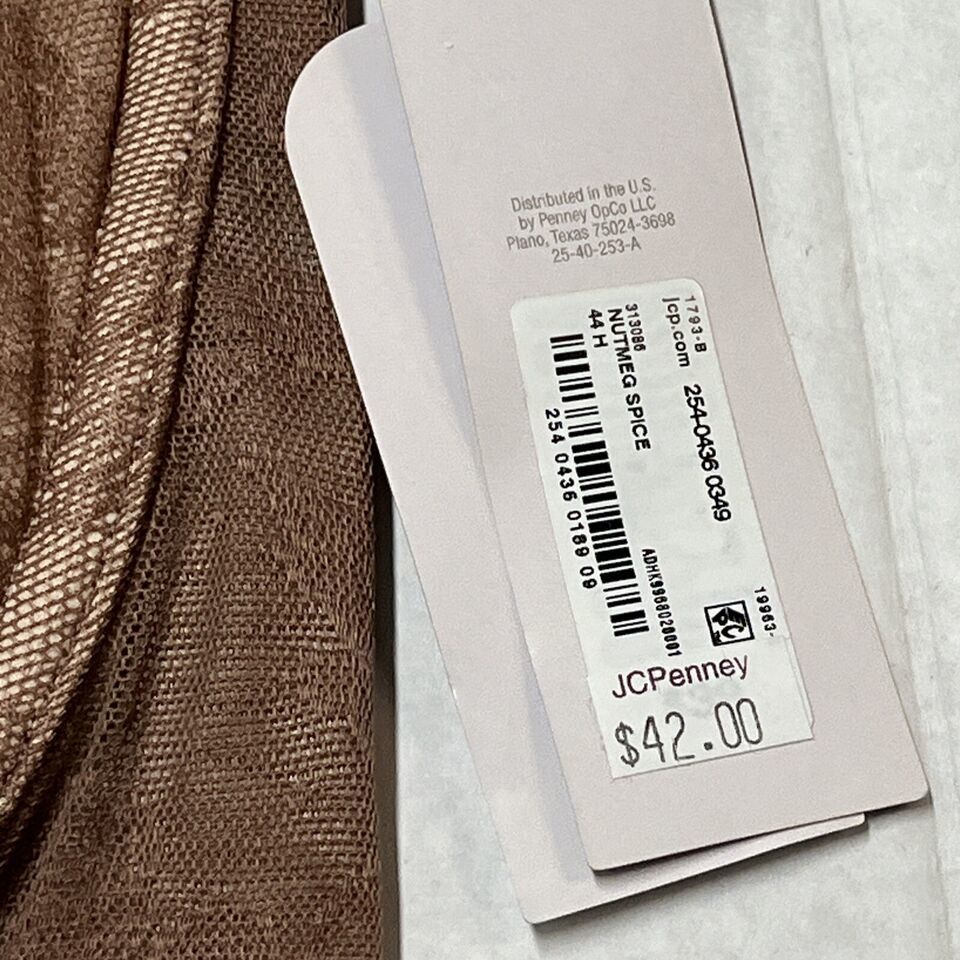 Distributed in the U.S.
by Penney OpCo LLC
Plano, Texas 75024-3698
25-40-253-A
1793-B
jcp.com 254-0436 0349
313086
NUTMEG SPICE
44 H
254 0436 0189 09
ADHK9968020001
19963-
JCPenney
$42.00